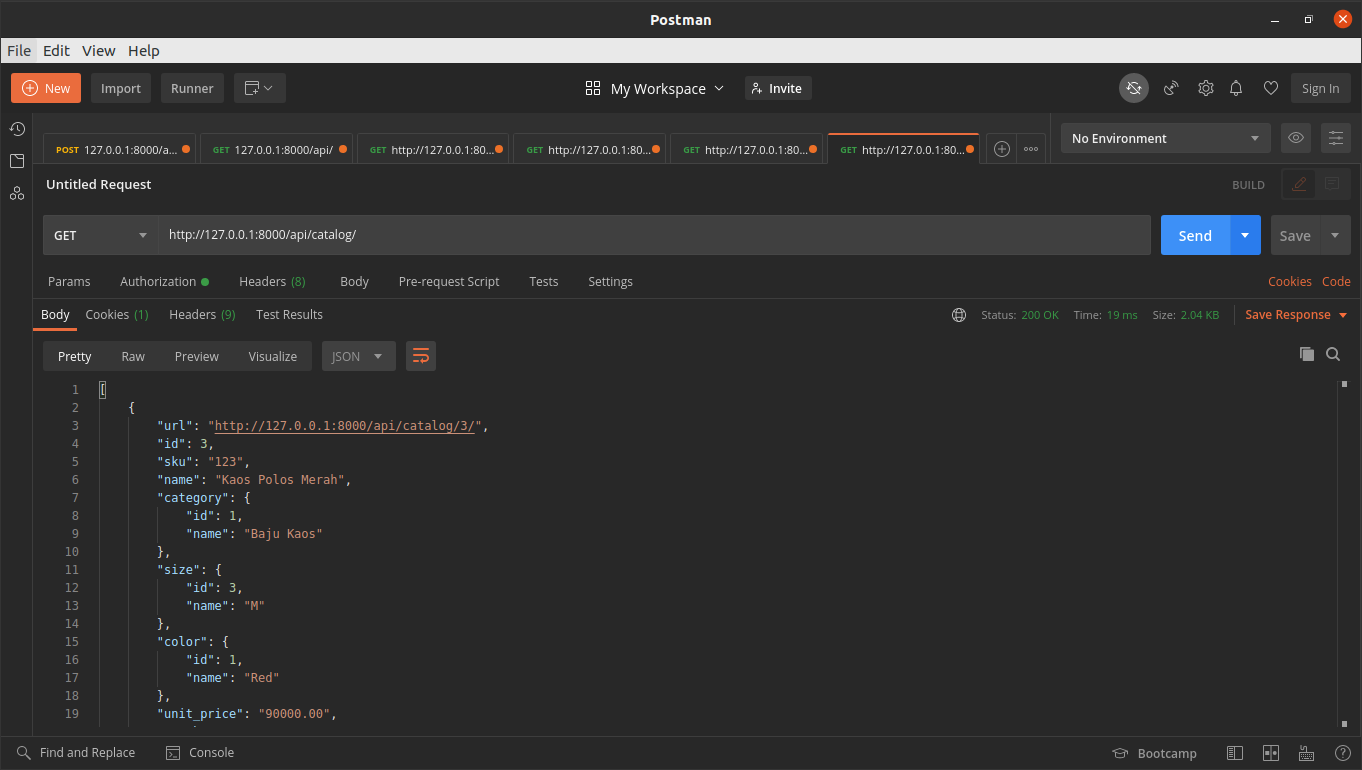 Postman
File Edit View Help
New Import Runner My Workspace Invite Sign In
POST 127.0.0.1:8000/a... GET 127.0.0.1:8000/api/ GET http://127.0.0.1:80... GET http://127.0.0.1:80... GET http://127.0.0.1:80... GET http://127.0.0.1:80... No Environment
Untitled Request BUILD
GET http://127.0.0.1:8000/api/catalog/ Send Save
Params Authorization Headers (8) Body Pre-request Script Tests Settings Cookies Code
Body Cookies (1) Headers (9) Test Results Status: 200 OK Time: 19 ms Size: 2.04 KB Save Response
Pretty Raw Preview Visualize JSON
1 [
2 {
3 "url": "http://127.0.0.1:8000/api/catalog/3/",
4 "id": 3,
5 "sku": "123",
6 "name": "Kaos Polos Merah",
7 "category": {
8 "id": 1,
9 "name": "Baju Kaos"
10 },
11 "size": {
12 "id": 3,
13 "name": "M"
14 },
15 "color": {
16 "id": 1,
17 "name": "Red"
18 },
19 "unit_price": "90000.00",
Find and Replace Console Bootcamp